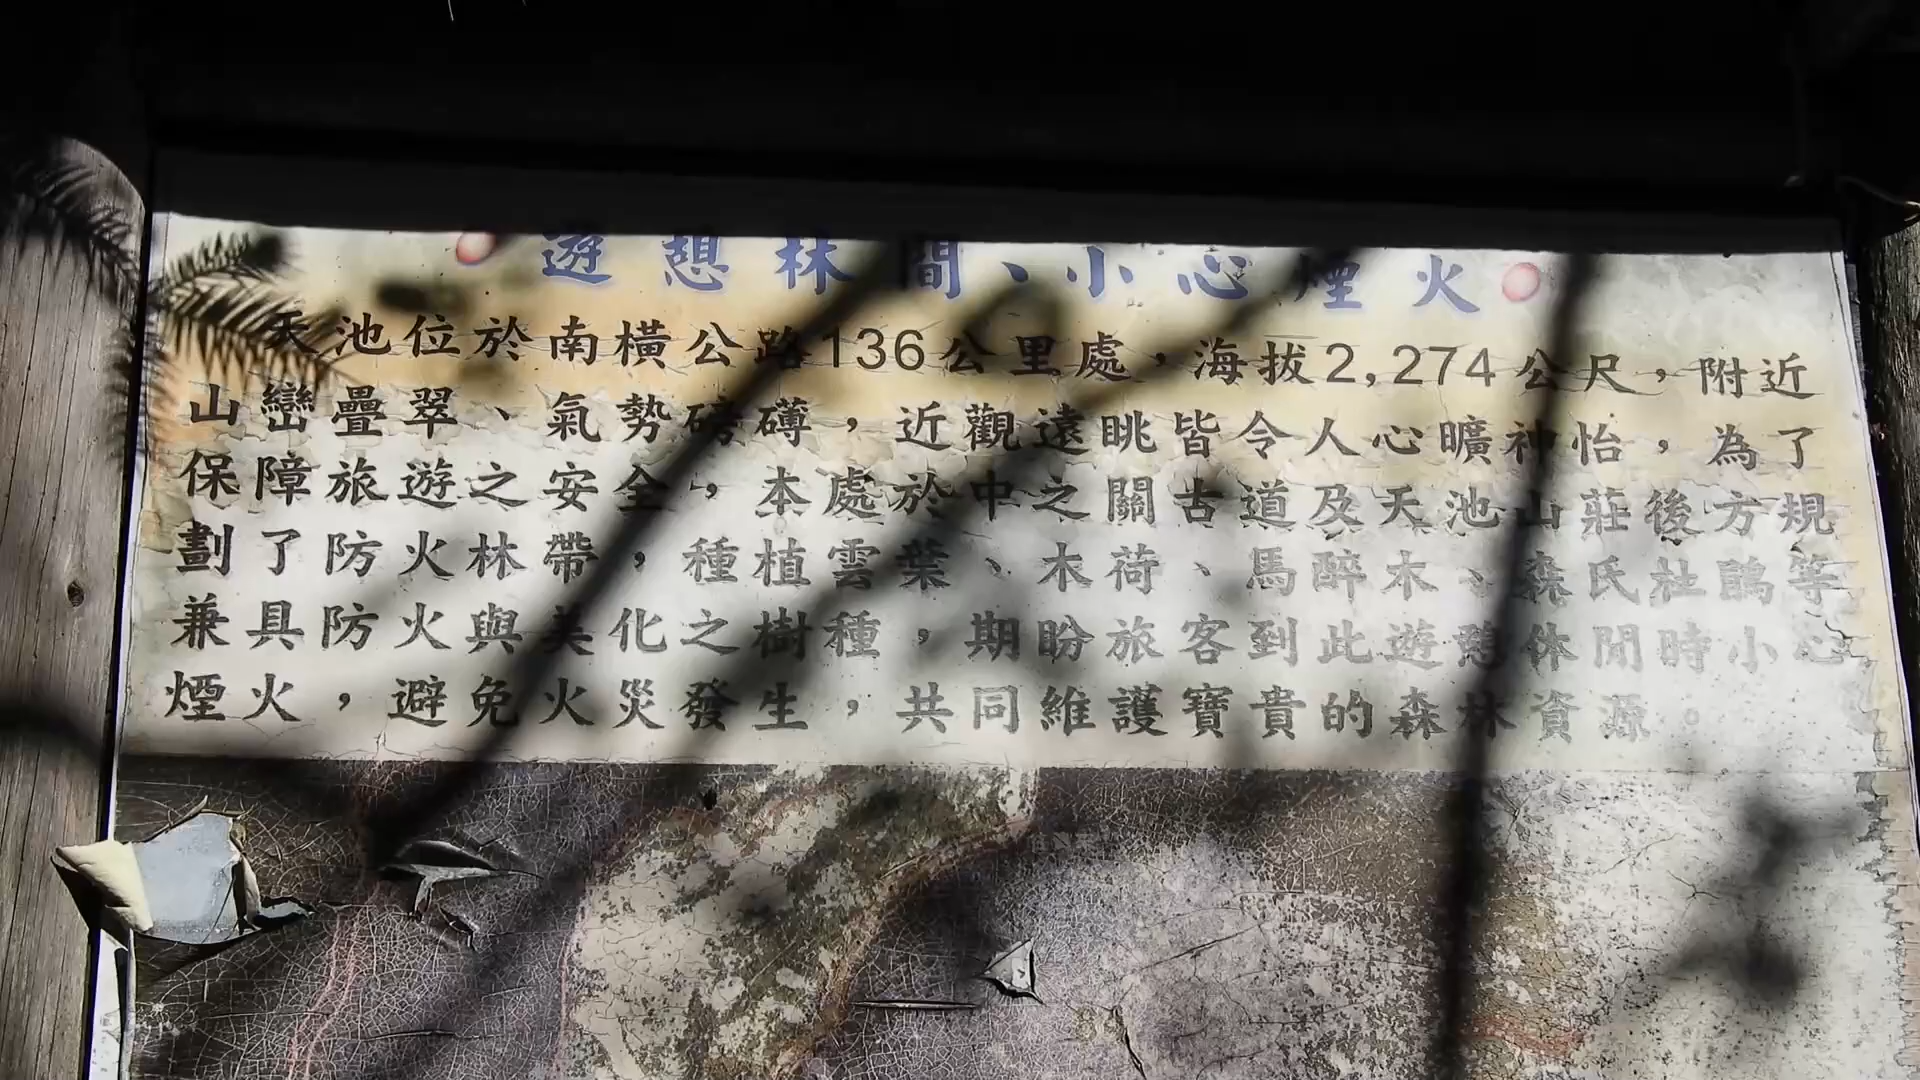 遊憩林間、小心煙火
天池位於南橫公路136公里處，海拔2,274公尺，附近
山巒疊翠、氣勢磅礡，近觀遠眺皆令人心曠神怡，為了
保障旅遊之安全，本處於中之關古道及天池山莊後方規
劃了防火林帶，種植雲葉、木荷、馬醉木、森氏杜鵑等
兼具防火與美化之樹種，期盼旅客到此遊憩休閒時小心
煙火，避免火災發生，共同維護寶貴的森林資源。